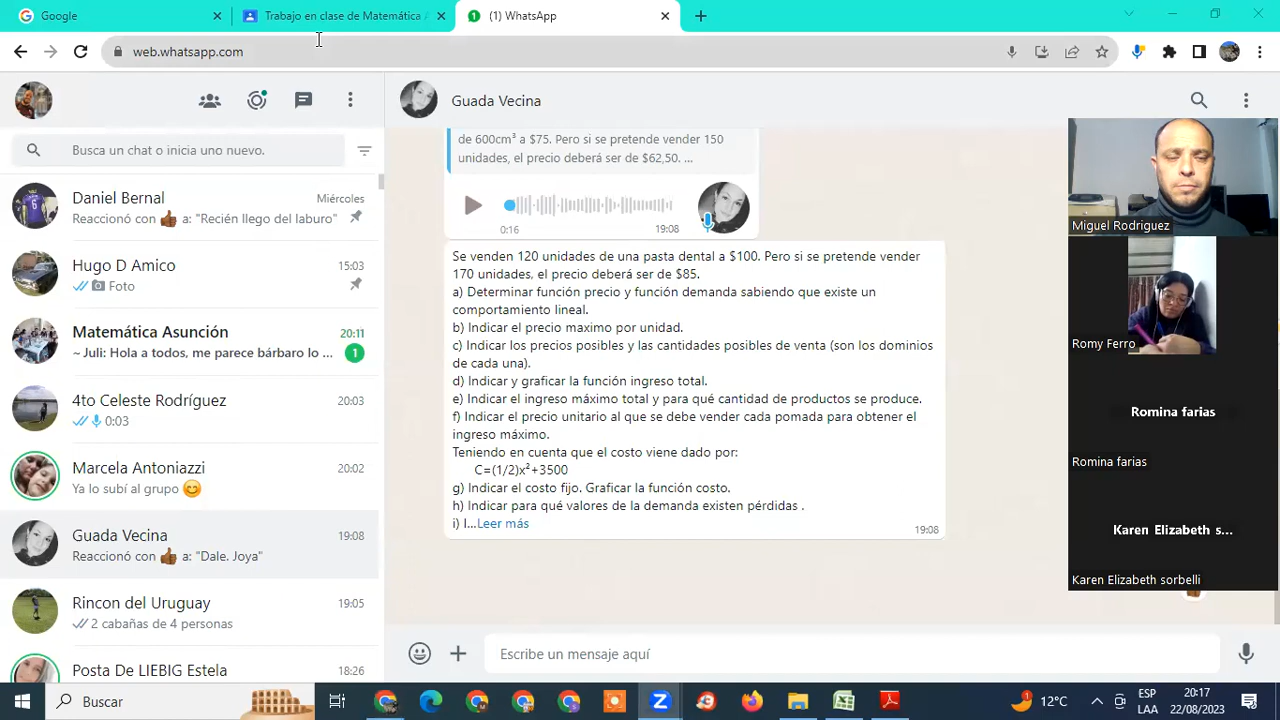 Google
Trabajo en clase de Matemática A
(1) WhatsApp
web.whatsapp.com
Busca un chat o inicia uno nuevo.
Daniel Bernal
Miércoles
Reaccionó con a: "Recién llego del laburo"
Hugo D Amico
15:03
Foto
Matemática Asunción
20:11
~ Juli: Hola a todos, me parece bárbaro lo ...
1
4to Celeste Rodríguez
20:03
0:03
Marcela Antoniazzi
20:02
Ya lo subí al grupo
Guada Vecina
19:08
Reaccionó con a: "Dale. Joya"
Rincon del Uruguay
19:05
2 cabañas de 4 personas
Posta De LIEBIG Estela
18:26
Guada Vecina
de 600cm³ a $75. Pero si se pretende vender 150
unidades, el precio deberá ser de $62,50. ...
0:16
19:08
Se venden 120 unidades de una pasta dental a $100. Pero si se pretende vender
170 unidades, el precio deberá ser de $85.
a) Determinar función precio y función demanda sabiendo que existe un
comportamiento lineal.
b) Indicar el precio maximo por unidad.
c) Indicar los precios posibles y las cantidades posibles de venta (son los dominios
de cada una).
d) Indicar y graficar la función ingreso total.
e) Indicar el ingreso máximo total y para qué cantidad de productos se produce.
f) Indicar el precio unitario al que se debe vender cada pomada para obtener el
ingreso máximo.
Teniendo en cuenta que el costo viene dado por:
C=(1/2)x²+3500
g) Indicar el costo fijo. Graficar la función costo.
h) Indicar para qué valores de la demanda existen pérdidas .
i) I...Leer más
19:08
Escribe un mensaje aquí
Miguel Rodriguez
Romy Ferro
Romina farias
Romina farias
Karen Elizabeth s...
Karen Elizabeth sorbelli
Buscar
1
12°C
ESP
LAA
20:17
22/08/2023